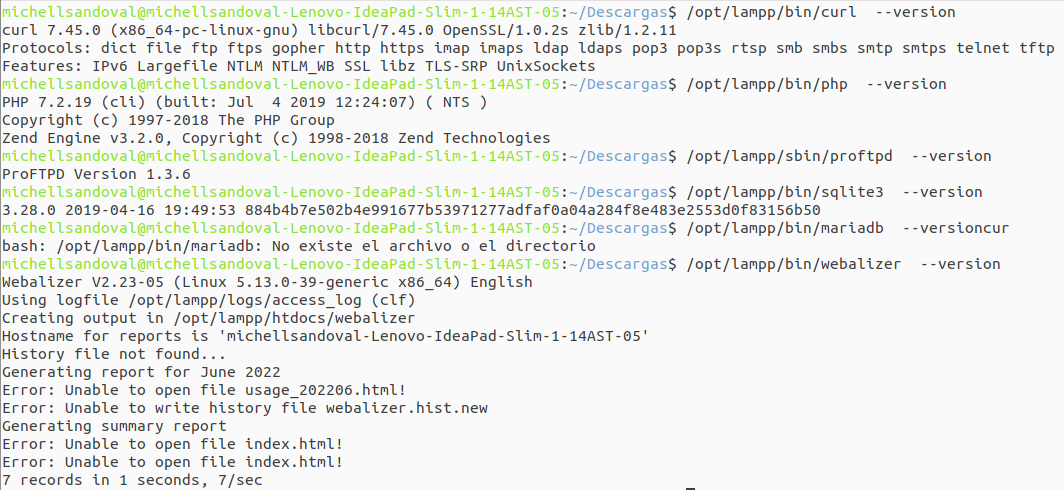 michellsandoval@michellsandoval-Lenovo-IdeaPad-Slim-1-14AST-05:~/Descargas$ /opt/lampp/bin/curl  --version
curl 7.45.0 (x86_64-pc-linux-gnu) libcurl/7.45.0 OpenSSL/1.0.2s zlib/1.2.11
Protocols: dict file ftp ftps gopher http https imap imaps ldap ldaps pop3 pop3s rtsp smb smbs smtp smtps telnet tftp
Features: IPv6 Largefile NTLM NTLM_WB SSL libz TLS-SRP UnixSockets
michellsandoval@michellsandoval-Lenovo-IdeaPad-Slim-1-14AST-05:~/Descargas$ /opt/lampp/bin/php  --version
PHP 7.2.19 (cli) (built: Jul  4 2019 12:24:07) ( NTS )
Copyright (c) 1997-2018 The PHP Group
Zend Engine v3.2.0, Copyright (c) 1998-2018 Zend Technologies
michellsandoval@michellsandoval-Lenovo-IdeaPad-Slim-1-14AST-05:~/Descargas$ /opt/lampp/sbin/proftpd  --version
ProFTPD Version 1.3.6
michellsandoval@michellsandoval-Lenovo-IdeaPad-Slim-1-14AST-05:~/Descargas$ /opt/lampp/bin/sqlite3  --version
3.28.0 2019-04-16 19:49:53 884b4b7e502b4e991677b53971277adfaf0a04a284f8e483e2553d0f83156b50
michellsandoval@michellsandoval-Lenovo-IdeaPad-Slim-1-14AST-05:~/Descargas$ /opt/lampp/bin/mariadb  --versioncur
bash: /opt/lampp/bin/mariadb: No existe el archivo o el directorio
michellsandoval@michellsandoval-Lenovo-IdeaPad-Slim-1-14AST-05:~/Descargas$ /opt/lampp/bin/webalizer  --version
Webalizer V2.23-05 (Linux 5.13.0-39-generic x86_64) English
Using logfile /opt/lampp/logs/access_log (clf)
Creating output in /opt/lampp/htdocs/webalizer
Hostname for reports is 'michellsandoval-Lenovo-IdeaPad-Slim-1-14AST-05'
History file not found...
Generating report for June 2022
Error: Unable to open file usage_202206.html!
Error: Unable to write history file webalizer.hist.new
Generating summary report
Error: Unable to open file index.html!
Error: Unable to open file index.html!
7 records in 1 seconds, 7/sec